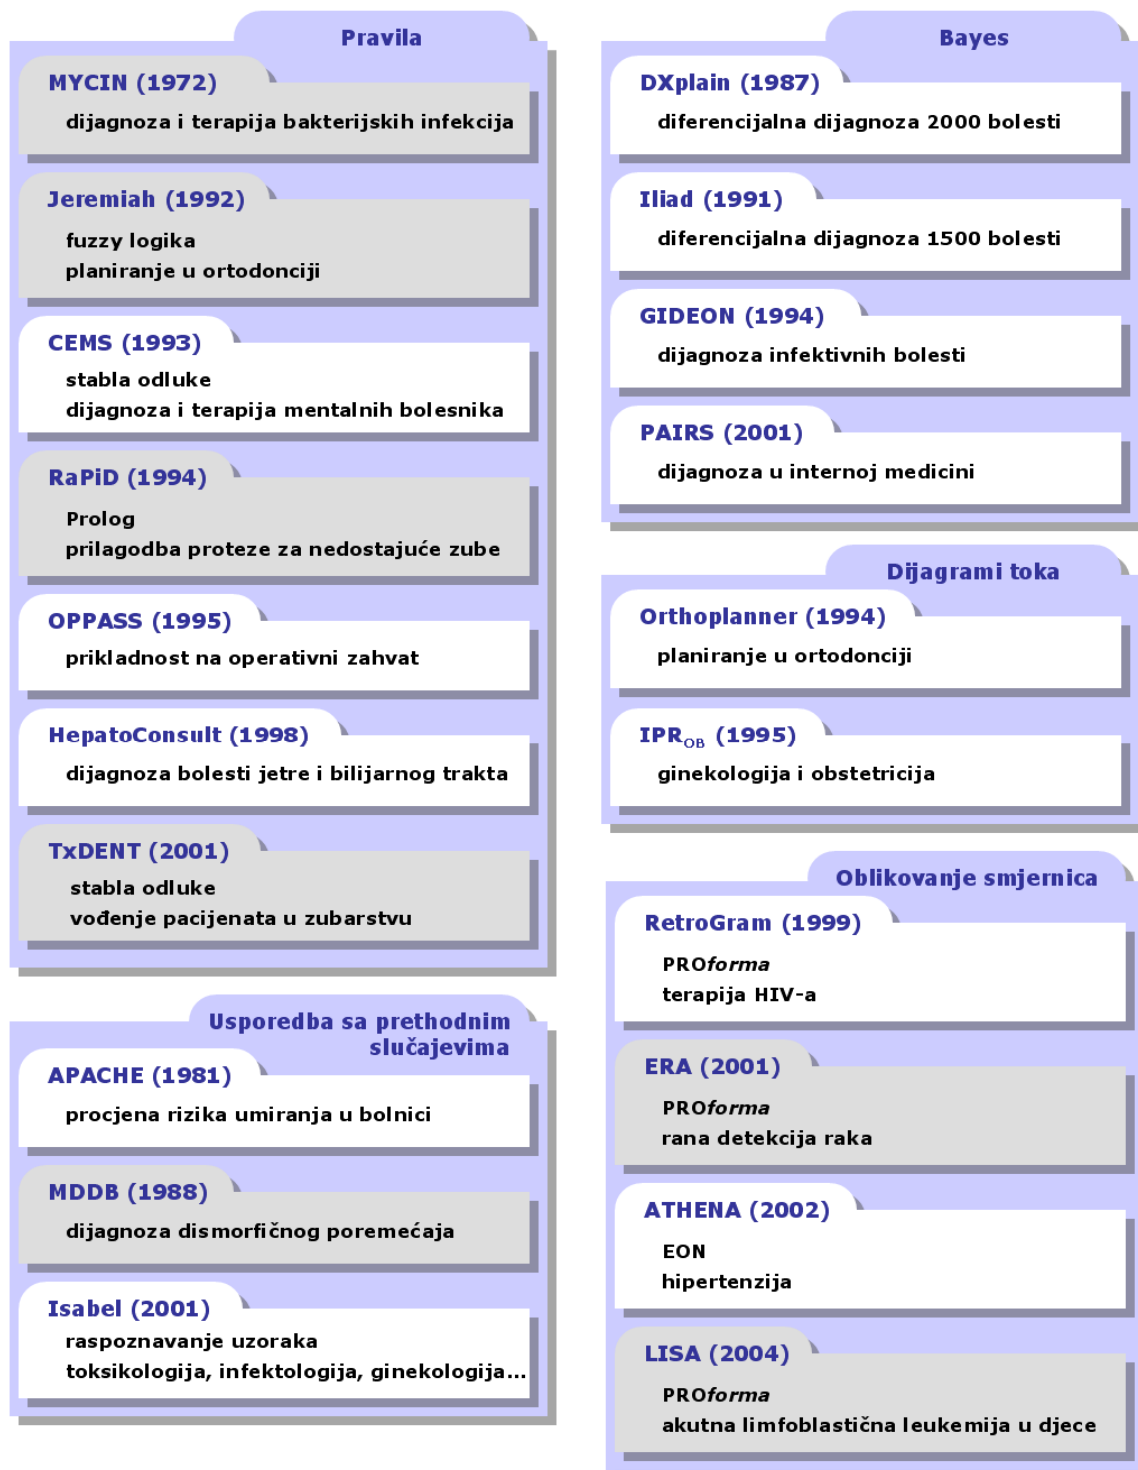 Pravila
MYCIN (1972)
dijagnoza i terapija bakterijskih infekcija
Jeremiah (1992)
fuzzy logika
planiranje u ortodonciji
CEMS (1993)
stabla odluke
dijagnoza i terapija mentalnih bolesnika
RaPiD (1994)
Prolog
prilagodba proteze za nedostajuće zube
OPPASS (1995)
prikladnost na operativni zahvat
HepatoConsult (1998)
dijagnoza bolesti jetre i bilijarnog trakta
TxDENT (2001)
stabla odluke
vođenje pacijenata u zubarstvu
Usporedba sa prethodnim
slučajevima
APACHE (1981)
procjena rizika umiranja u bolnici
MDDB (1988)
dijagnoza dismorfičnog poremećaja
Isabel (2001)
raspoznavanje uzoraka
toksikologija, infektologija, ginekologija...
Bayes
DXplain (1987)
diferencijalna dijagnoza 2000 bolesti
Iliad (1991)
diferencijalna dijagnoza 1500 bolesti
GIDEON (1994)
dijagnoza infektivnih bolesti
PAIRS (2001)
dijagnoza u internoj medicini
Dijagrami toka
Orthoplanner (1994)
planiranje u ortodonciji
IPROB (1995)
ginekologija i obstetricija
Oblikovanje smjernica
RetroGram (1999)
PROforma
terapija HIV-a
ERA (2001)
PROforma
rana detekcija raka
ATHENA (2002)
EON
hipertenzija
LISA (2004)
PROforma
akutna limfoblastična leukemija u djece